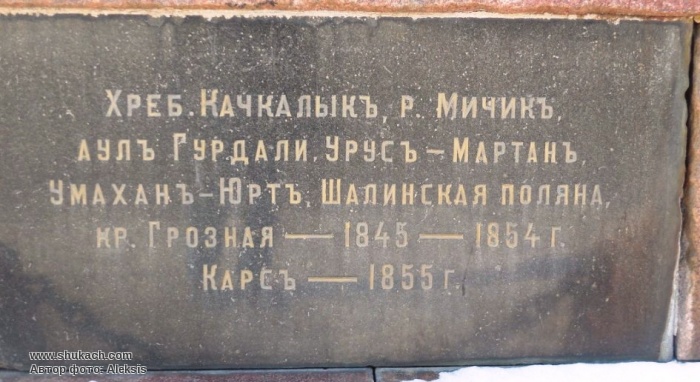 Хреб. Качкалыкъ, р. Мичикъ,
аулъ Гурдали, Урусъ – Мартанъ,
Умаханъ – Юртъ, Шалинская поляна,
кр. Грозная — 1845 — 1854 г.
Карсъ — 1855 г.
www.shukach.com
Автор фото: Aleksis